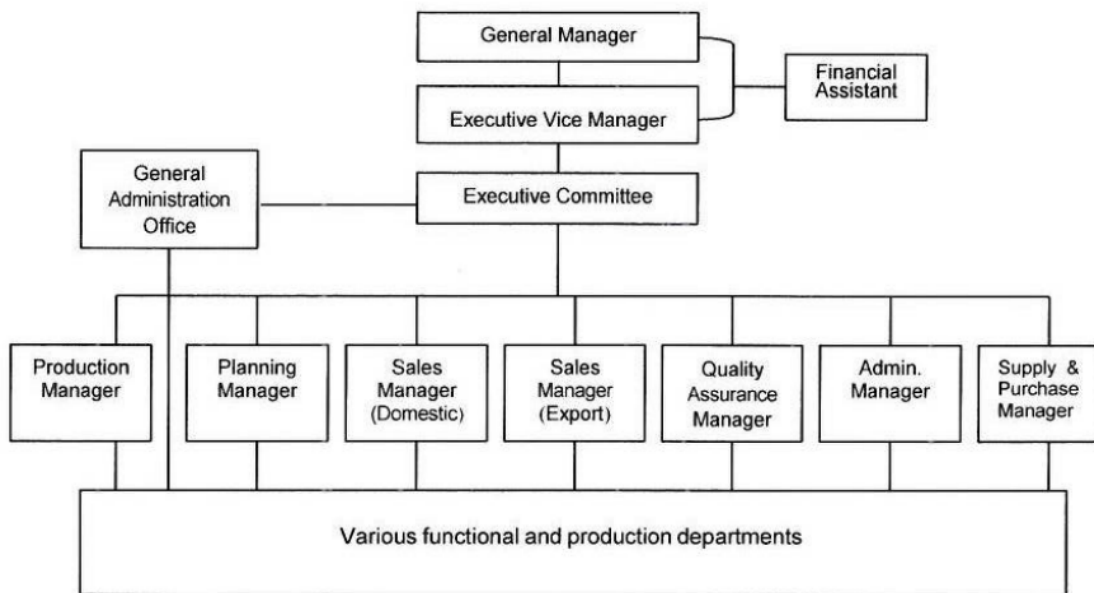 General Manager
Financial
Assistant
Executive Vice Manager
General
Administration
Office
Executive Committee
Production
Manager
Planning
Manager
Sales
Manager
(Domestic)
Sales
Manager
(Export)
Quality
Assurance
Manager
Admin.
Manager
Supply &
Purchase
Manager
Various functional and production departments